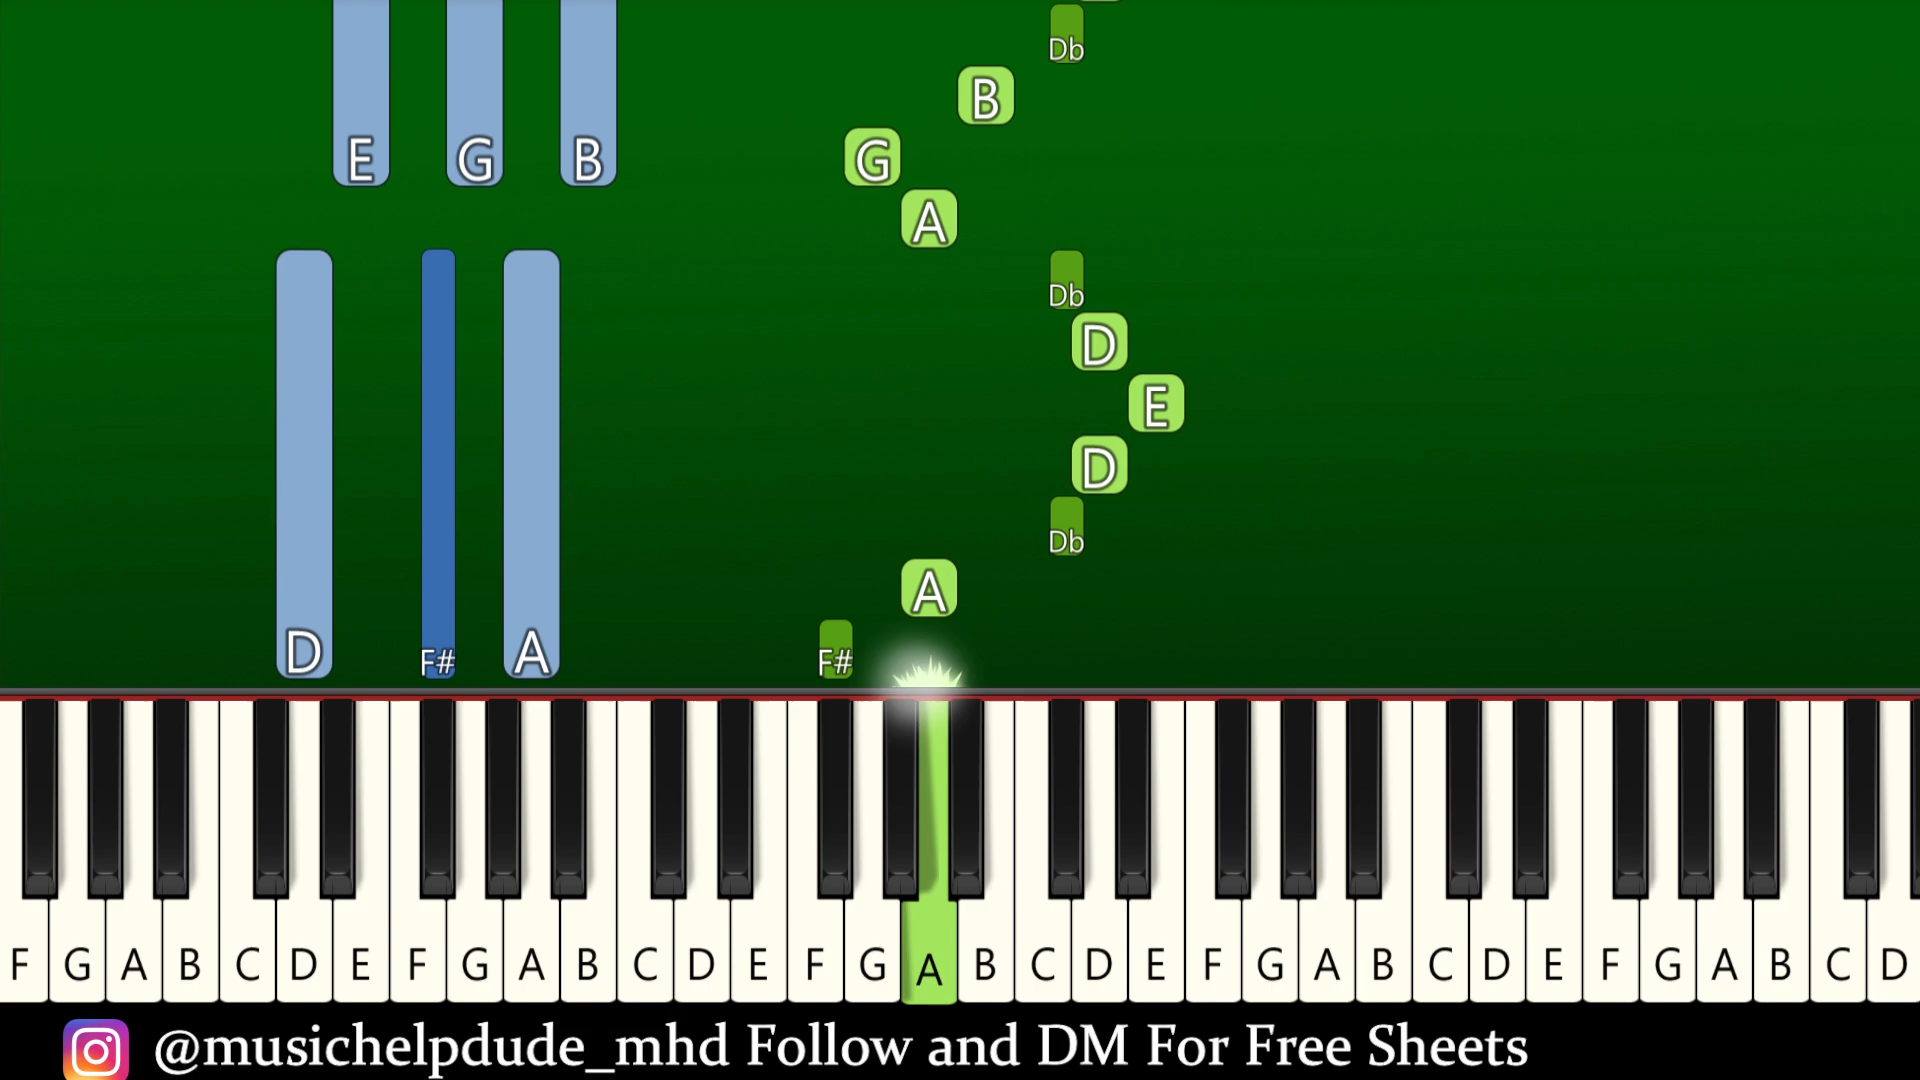 Db
B
E G B G
A
Db
D
E
D
Db
A
D F# A F#
F G A B C D E F G A B C D E F G A B C D E F G A B C D E F G A B C D
@musichelpdude_mhd Follow and DM For Free Sheets